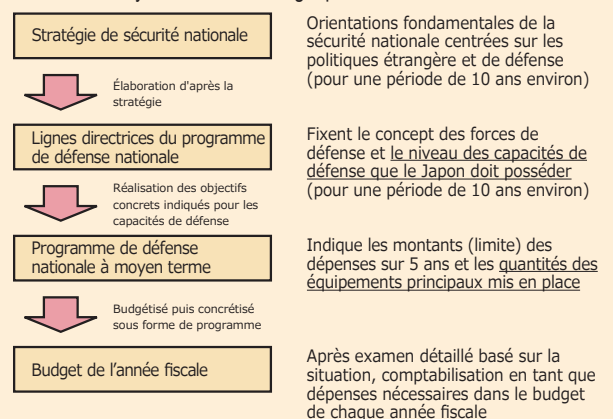 Stratégie de sécurité nationale
Orientations fondamentales de la
sécurité nationale centrées sur les
politiques étrangère et de défense
(pour une période de 10 ans environ)
Élaboration d'après la
stratégie
Lignes directrices du programme
de défense nationale
Fixent le concept des forces de
défense et le niveau des capacités de
défense que le Japon doit posséder
(pour une période de 10 ans environ)
Réalisation des objectifs
concrets indiqués pour les
capacités de défense
Programme de défense
nationale à moyen terme
Indique les montants (limite) des
dépenses sur 5 ans et les quantités des
équipements principaux mis en place
Budgétisé puis concrétisé
sous forme de programme
Budget de l'année fiscale
Après examen détaillé basé sur la
situation, comptabilisation en tant que
dépenses nécessaires dans le budget
de chaque année fiscale